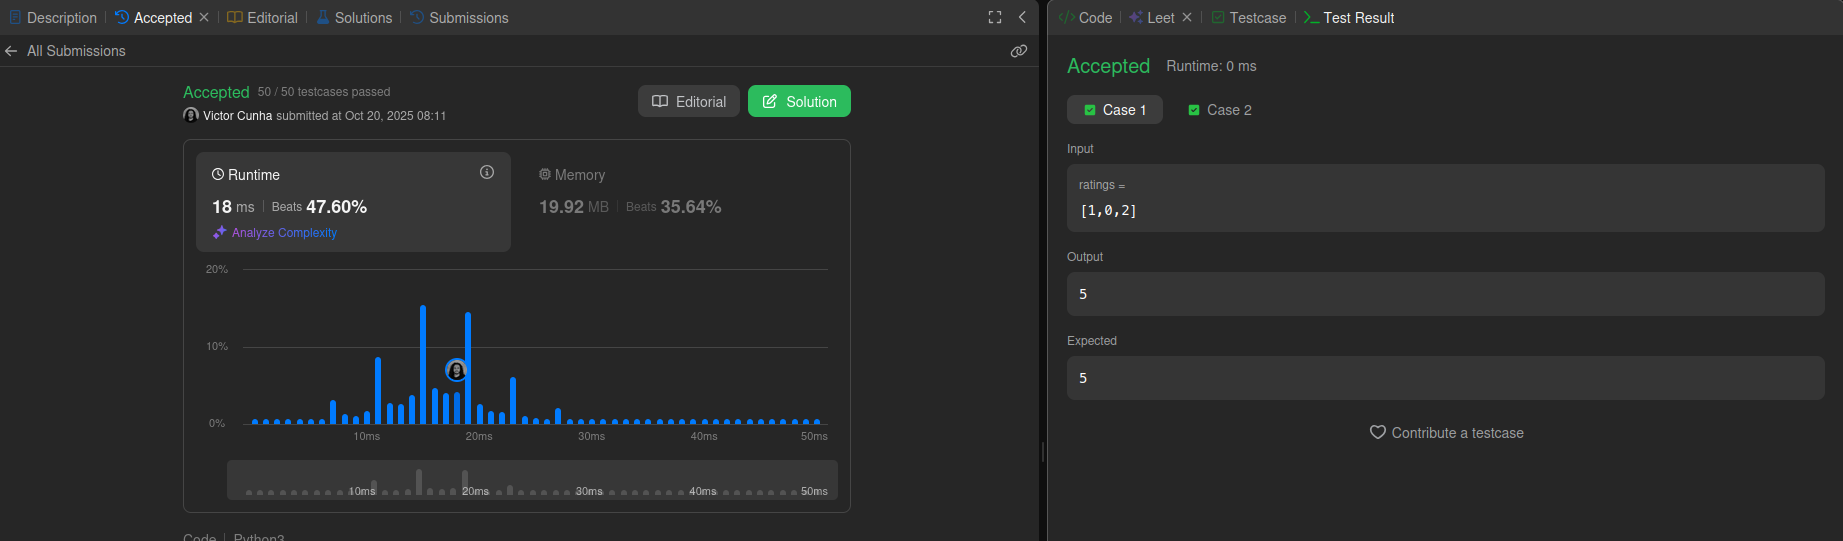 Description Accepted Editorial Solutions Submissions
All Submissions
Accepted 50 / 50 testcases passed
Victor Cunha submitted at Oct 20, 2025 08:11
Editorial
Solution
Runtime
18 ms Beats 47.60%
Analyze Complexity
Memory
19.92 MB Beats 35.64%
20%
10%
0%
10ms 20ms 30ms 40ms 50ms
10ms 20ms 30ms 40ms 50ms
Code Python3
Code Leet Testcase Test Result
Accepted Runtime: 0 ms
Case 1 Case 2
Input
ratings =
[1,0,2]
Output
5
Expected
5
Contribute a testcase